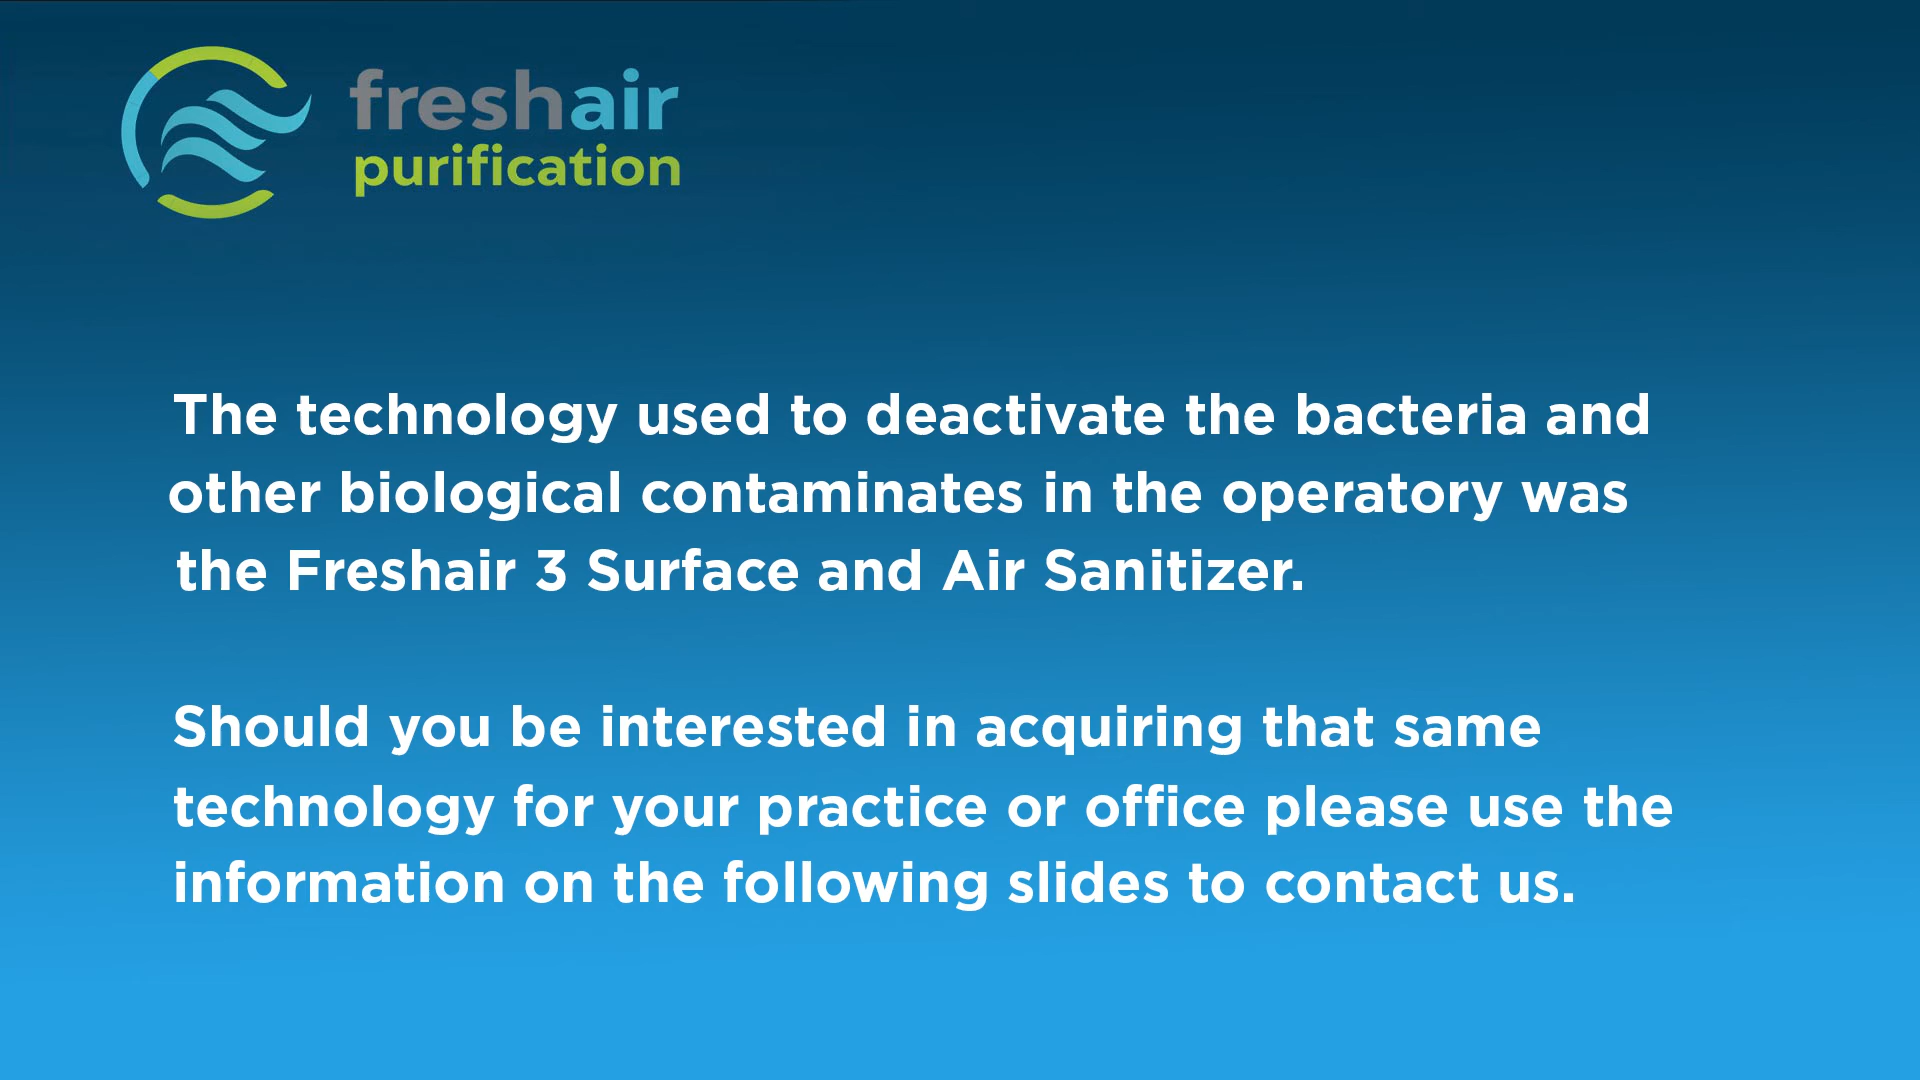 freshair
purification
The technology used to deactivate the bacteria and
other biological contaminates in the operatory was
the Freshair 3 Surface and Air Sanitizer.
Should you be interested in acquiring that same
technology for your practice or office please use the
information on the following slides to contact us.